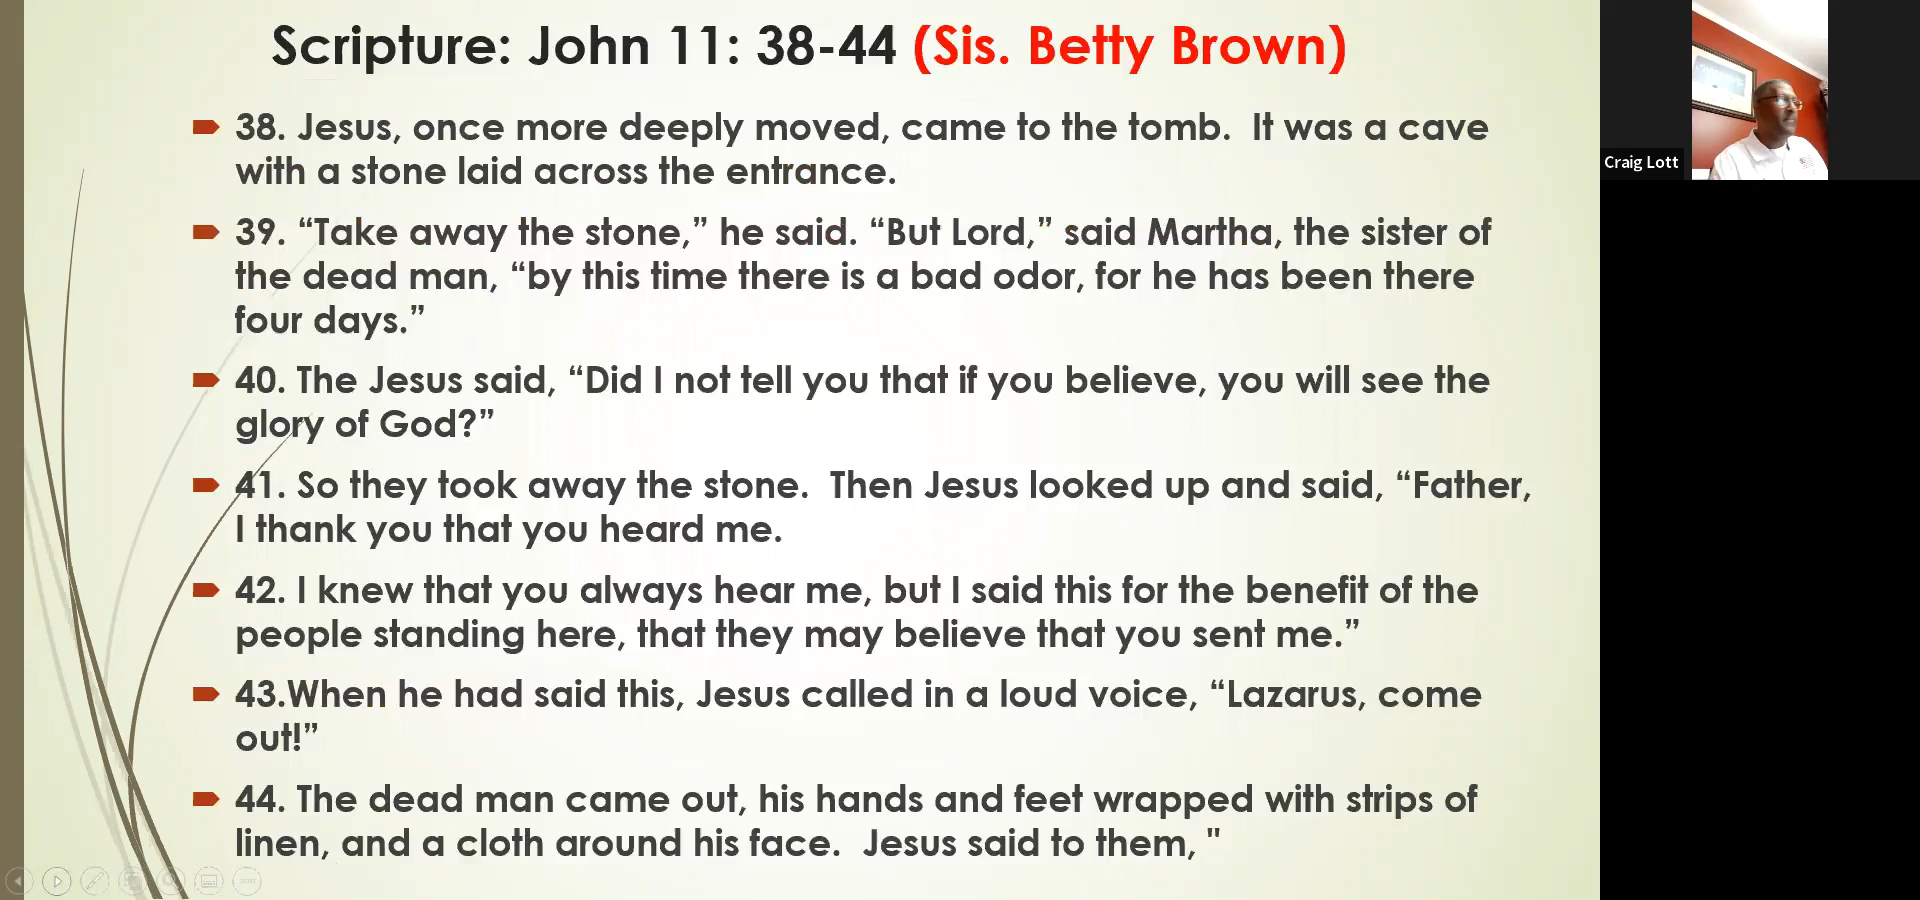 Scripture: John 11: 38-44 (Sis. Betty Brown)
38. Jesus, once more deeply moved, came to the tomb.  It was a cave
with a stone laid across the entrance.
39. “Take away the stone,” he said. “But Lord,” said Martha, the sister of
the dead man, “by this time there is a bad odor, for he has been there
four days.”
40. The Jesus said, “Did I not tell you that if you believe, you will see the
glory of God?”
41. So they took away the stone.  Then Jesus looked up and said, “Father,
I thank you that you heard me.
42. I knew that you always hear me, but I said this for the benefit of the
people standing here, that they may believe that you sent me.”
43.When he had said this, Jesus called in a loud voice, “Lazarus, come
out!”
44. The dead man came out, his hands and feet wrapped with strips of
linen, and a cloth around his face.  Jesus said to them, "
Craig Lott